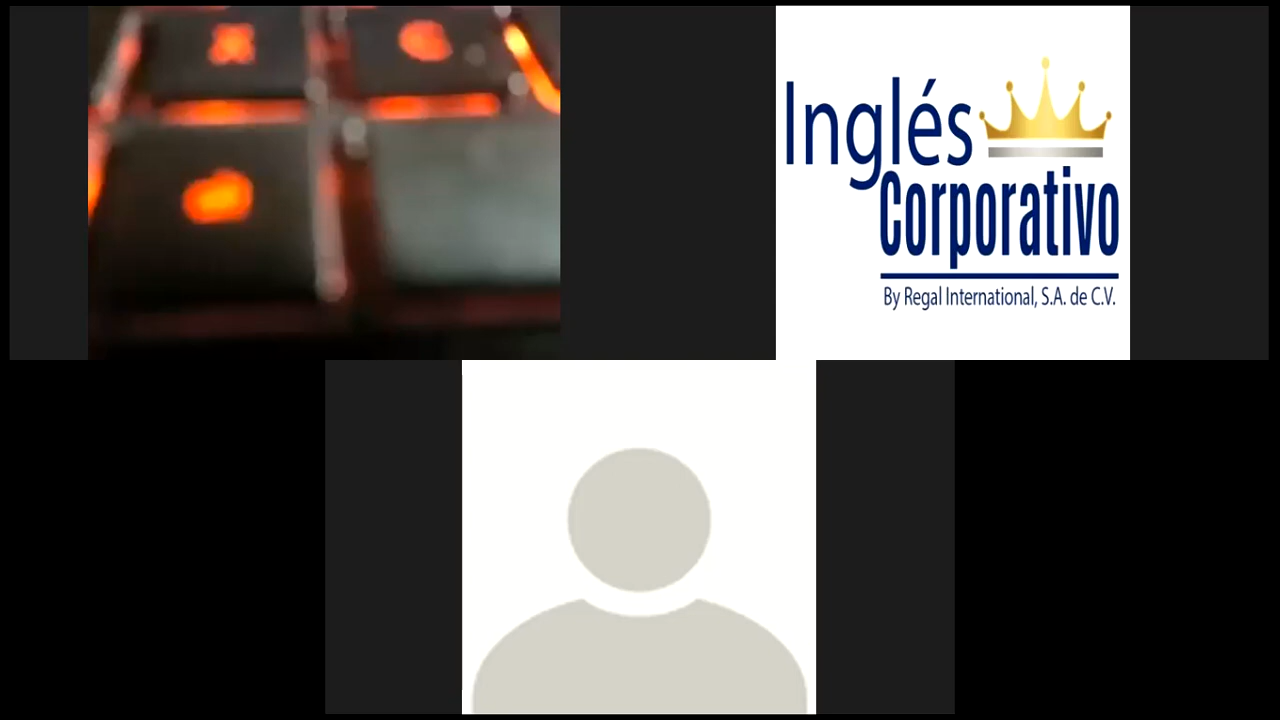 Inglés
Corporativo
By Regal International, S.A. de C.V.